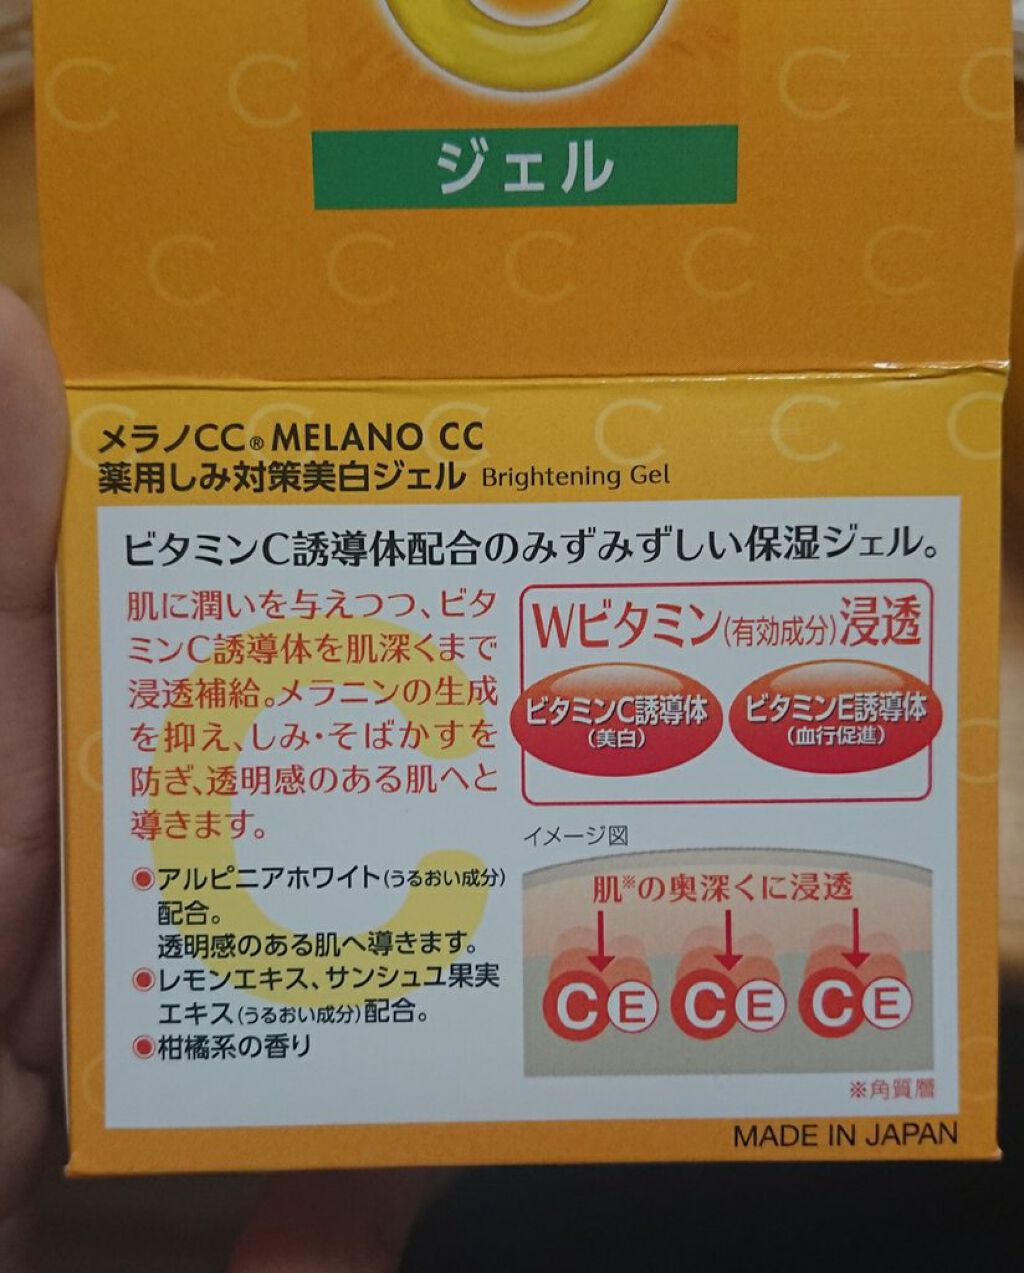 ジェル
メラノCC® MELANO CC
薬用しみ対策美白ジェル Brightening Gel
ビタミンC誘導体配合のみずみずしい保湿ジェル。
肌に潤いを与えつつ、ビタ
ミンC誘導体を肌深くまで
浸透補給。メラニンの生成
を抑え、しみ・そばかすを
防ぎ、透明感のある肌へと
導きます。
●アルピニアホワイト(うるおい成分)
配合。
透明感のある肌へ導きます。
●レモンエキス、サンシュユ果実
エキス(うるおい成分)配合。
●柑橘系の香り
Wビタミン(有効成分)浸透
ビタミンC誘導体
(美白)
ビタミンE誘導体
(血行促進)
イメージ図
肌※の奥深くに浸透
C E C E C E
※角質層
MADE IN JAPAN